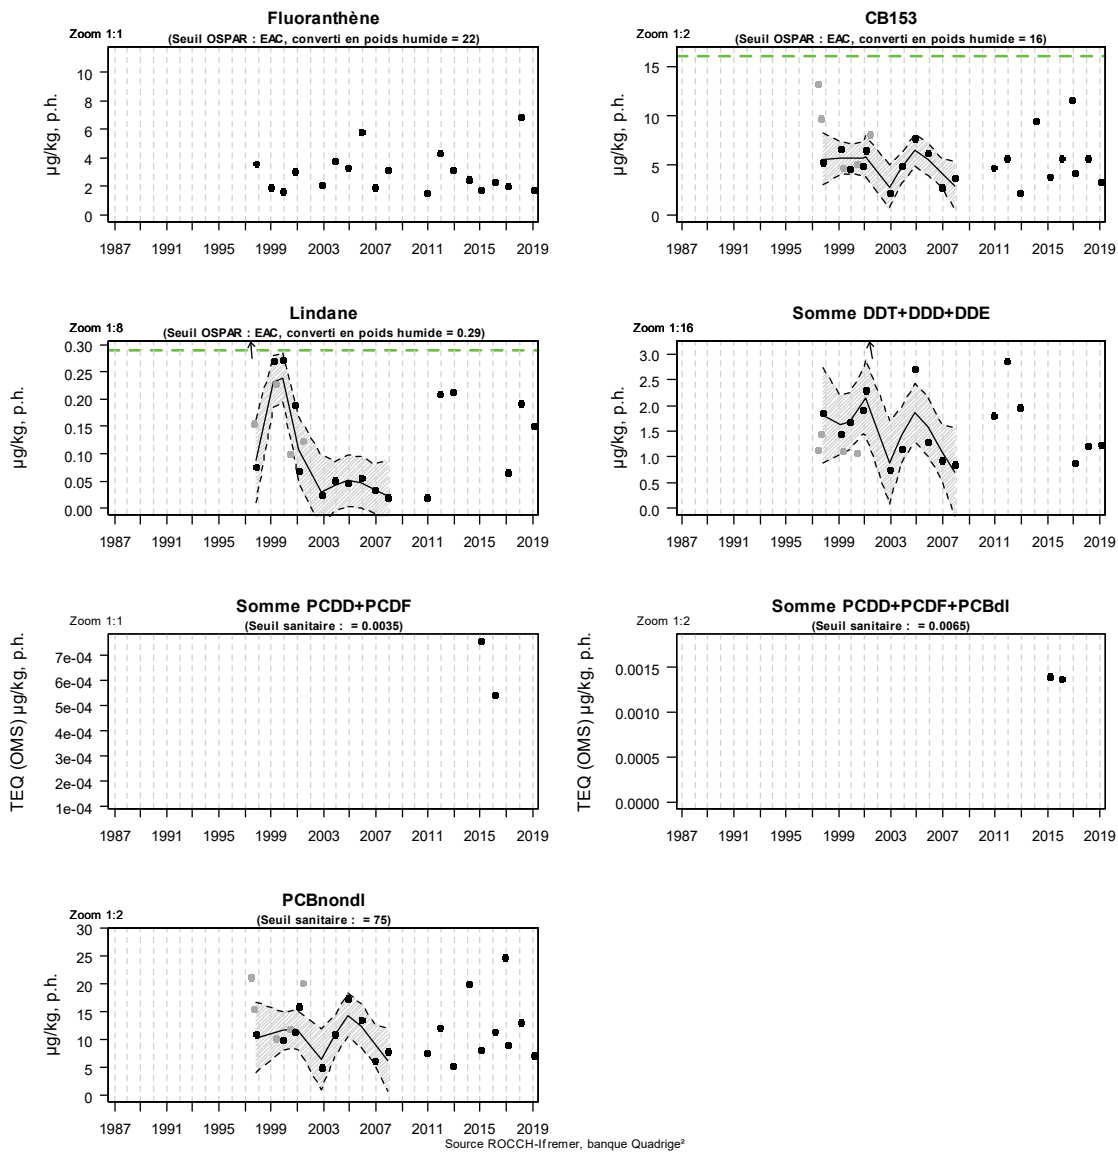 Fluoranthène
Zoom 1:1
(Seuil OSPAR : EAC, converti en poids humide = 22)
µg/kg, p.h.
10
8
6
4
2
0
1987 1991 1995 1999 2003 2007 2011 2015 2019
CB153
Zoom 1:2
(Seuil OSPAR : EAC, converti en poids humide = 16)
µg/kg, p.h.
15
10
5
0
1987 1991 1995 1999 2003 2007 2011 2015 2019
Lindane
Zoom 1:8
(Seuil OSPAR : EAC, converti en poids humide = 0.29)
µg/kg, p.h.
0.30
0.25
0.20
0.15
0.10
0.05
0.00
1987 1991 1995 1999 2003 2007 2011 2015 2019
Somme DDT+DDD+DDE
Zoom 1:16
µg/kg, p.h.
3.0
2.5
2.0
1.5
1.0
0.5
0.0
1987 1991 1995 1999 2003 2007 2011 2015 2019
Somme PCDD+PCDF
Zoom 1:1
(Seuil sanitaire : = 0.0035)
TEQ (OMS) µg/kg, p.h.
7e-04
6e-04
5e-04
4e-04
3e-04
2e-04
1e-04
1987 1991 1995 1999 2003 2007 2011 2015 2019
Somme PCDD+PCDF+PCBdl
Zoom 1:2
(Seuil sanitaire : = 0.0065)
TEQ (OMS) µg/kg, p.h.
0.0015
0.0010
0.0005
0.0000
1987 1991 1995 1999 2003 2007 2011 2015 2019
PCBnondl
Zoom 1:2
(Seuil sanitaire : = 75)
µg/kg, p.h.
30
25
20
15
10
5
0
1987 1991 1995 1999 2003 2007 2011 2015 2019
Source ROCCH-Ifremer, banque Quadrige²